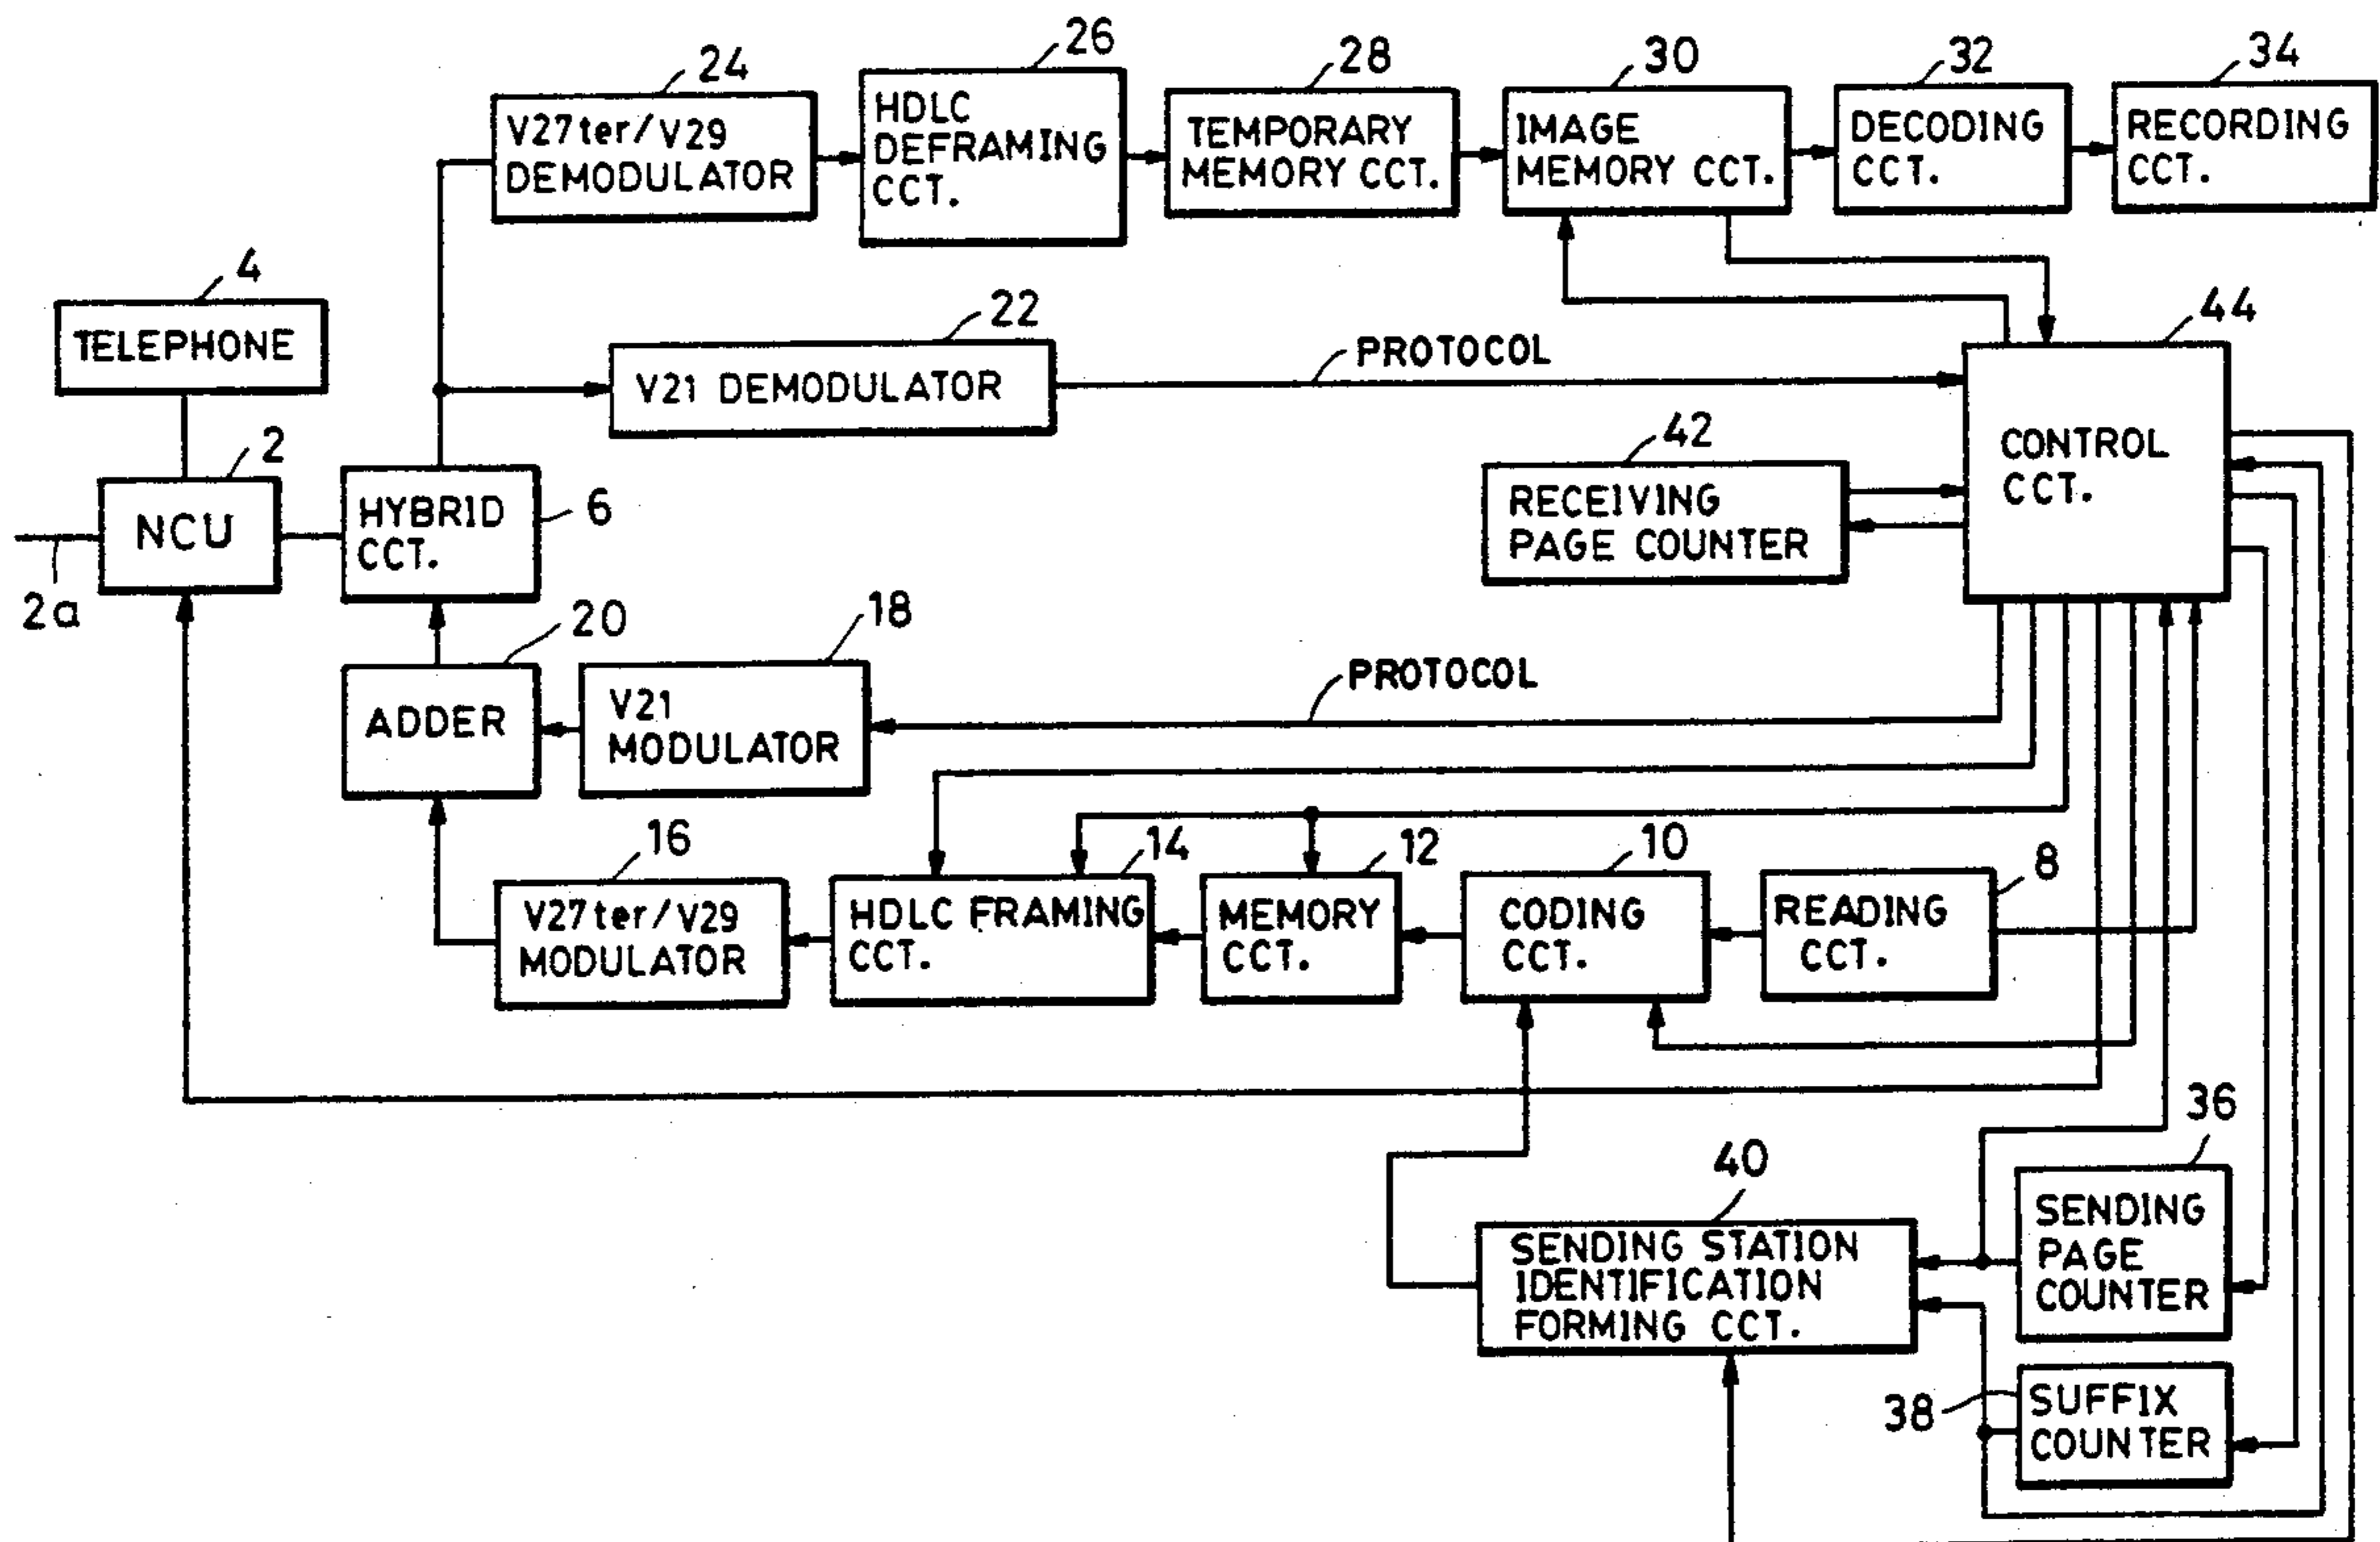 26
24
28
30
32
34
V27ter/V29
DEMODULATOR
HDLC
DEFRAMING
CCT.
TEMPORARY
MEMORY CCT.
IMAGE
MEMORY CCT.
DECODING
CCT.
RECORDING
CCT.
4
TELEPHONE
22
V21 DEMODULATOR
PROTOCOL
44
CONTROL
CCT.
2
NCU
2a
HYBRID
CCT.
6
42
RECEIVING
PAGE COUNTER
20
ADDER
18
V21
MODULATOR
PROTOCOL
16
V27ter/V29
MODULATOR
14
HDLC FRAMING
CCT.
12
MEMORY
CCT.
10
CODING
CCT.
8
READING
CCT.
36
SENDING
PAGE
COUNTER
40
SENDING STATION
IDENTIFICATION
FORMING CCT.
38
SUFFIX
COUNTER